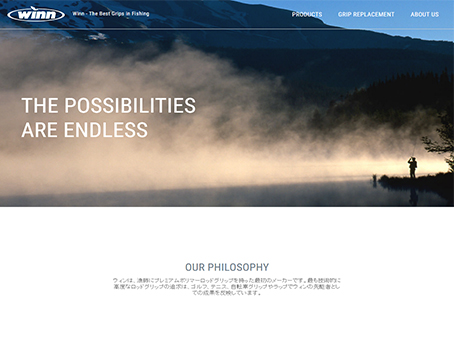 winn
Winn - The Best Grips in Fishing
PRODUCTS GRIP REPLACEMENT ABOUT US
THE POSSIBILITIES
ARE ENDLESS
OUR PHILOSOPHY
ウィンは、漁師にプレミアムポリマーロッドグリップを持った最初のメーカーです。最も技術的に
高度なロッドグリップの追求は、ゴルフ、テニス、自転車グリップやラップでウィンの先駆者とし
ての成果を反映しています。